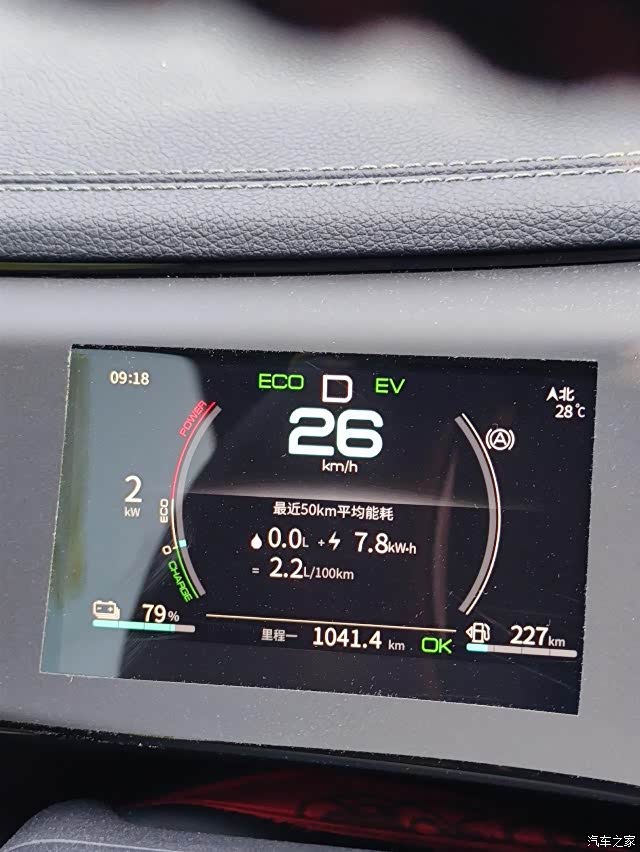 09:18
ECO D EV
北
28℃
POWER
26
km/h
A
2
kW
ECO
0
CHARGE
最近50km平均能耗
0.0L + 7.8kW·h
= 2.2L/100km
79%
里程一 1041.4 km OK
227km
汽车之家